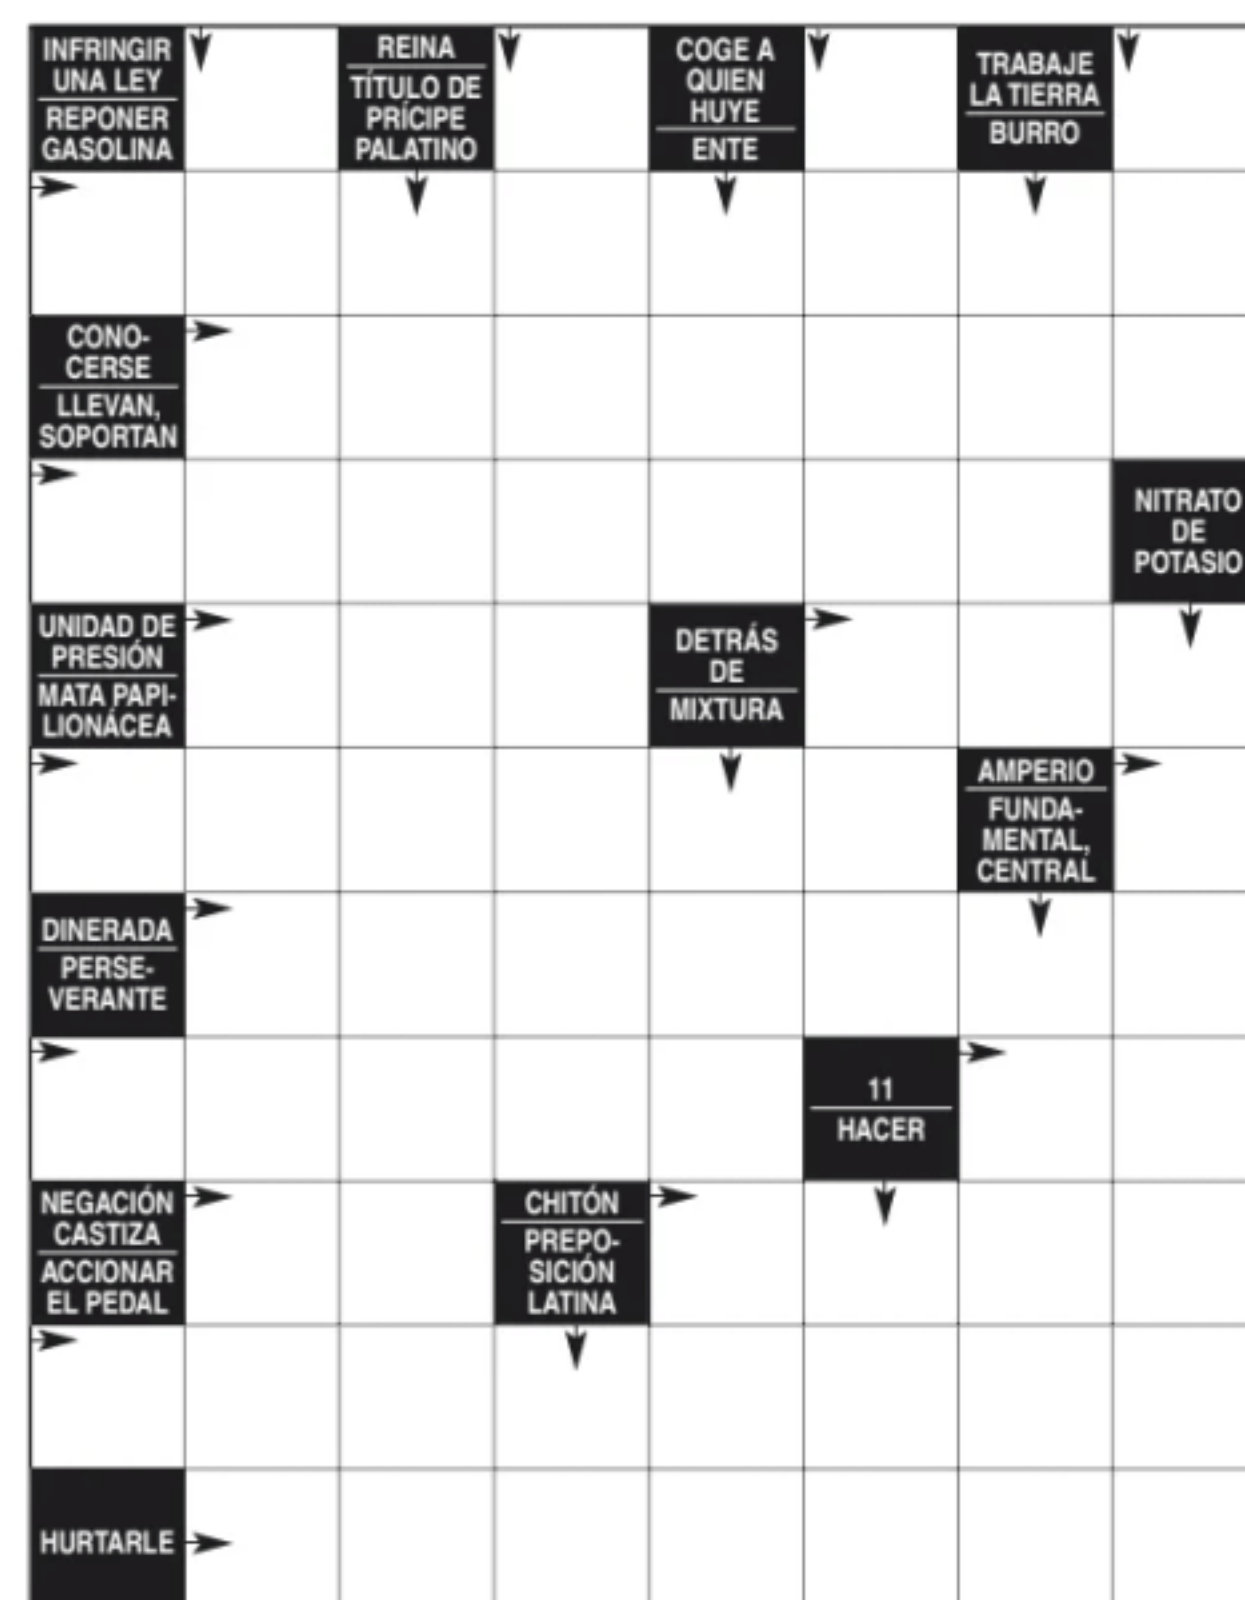 INFRINGIR
UNA LEY
REPONER
GASOLINA
REINA
TÍTULO DE
PRÍCIPE
PALATINO
COGE A
QUIEN
HUYE
ENTE
TRABAJE
LA TIERRA
BURRO
CONO-
CERSE
LLEVAN,
SOPORTAN
NITRATO
DE
POTASIO
UNIDAD DE
PRESIÓN
MATA PAPI-
LIONÁCEA
DETRÁS
DE
MIXTURA
AMPERIO
FUNDA-
MENTAL,
CENTRAL
DINERADA
PERSE-
VERANTE
11
HACER
NEGACIÓN
CASTIZA
ACCIONAR
EL PEDAL
CHITÓN
PREPO-
SICIÓN
LATINA
HURTARLE